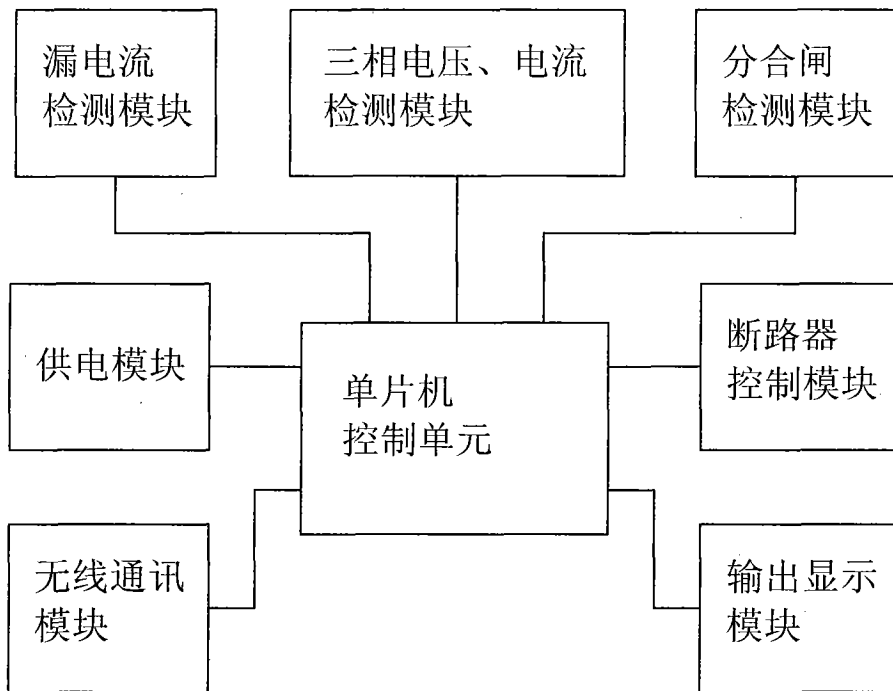 漏电流
检测模块
三相电压、电流
检测模块
分合闸
检测模块
供电模块
单片机
控制单元
断路器
控制模块
无线通讯
模块
输出显示
模块